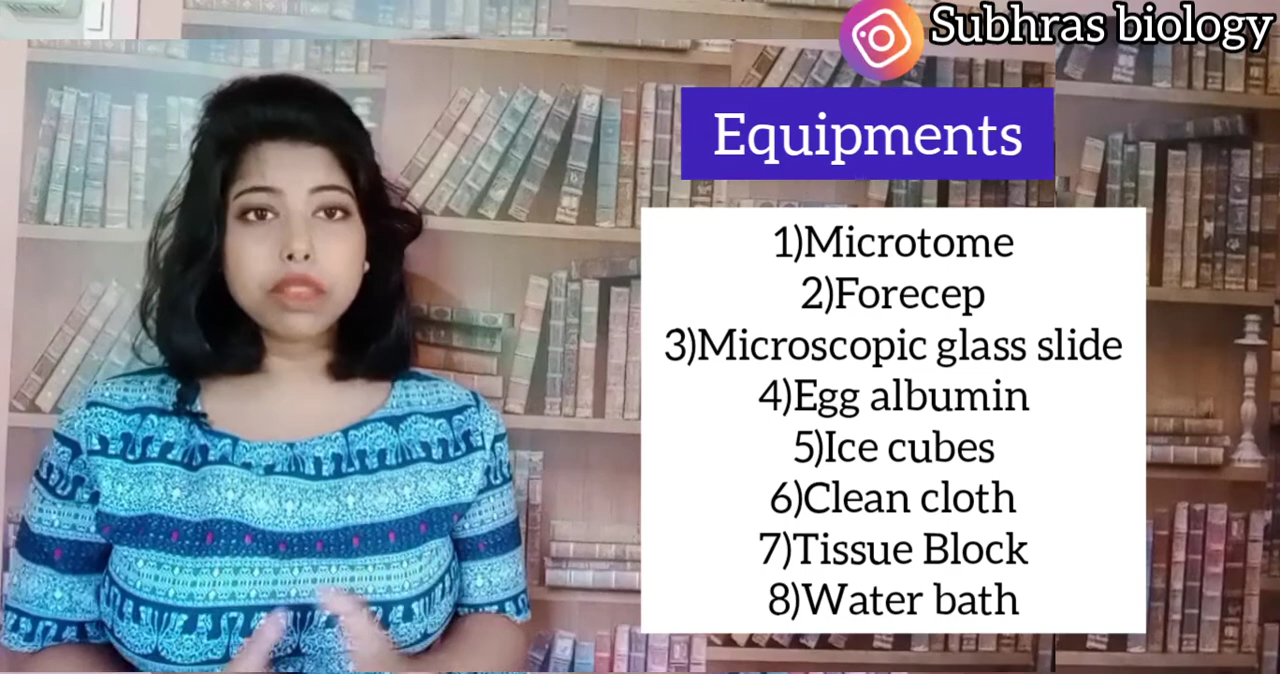 Subhras biology
Equipments
1)Microtome
2)Forecep
3)Microscopic glass slide
4)Egg albumin
5)Ice cubes
6)Clean cloth
7)Tissue Block
8)Water bath